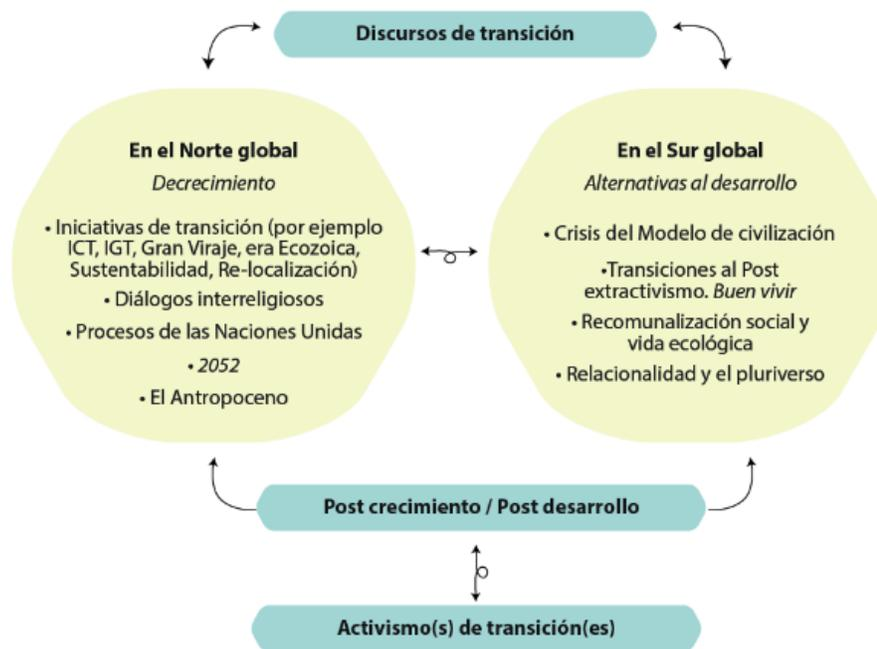 Discursos de transición
En el Norte global
Decrecimiento
• Iniciativas de transición (por ejemplo
ICT, IGT, Gran Viraje, era Ecozoica,
Sustentabilidad, Re-localización)
• Diálogos interreligiosos
• Procesos de las Naciones Unidas
• 2052
• El Antropoceno
En el Sur global
Alternativas al desarrollo
• Crisis del Modelo de civilización
•Transiciones al Post
extractivismo. Buen vivir
• Recomunalización social y
vida ecológica
• Relacionalidad y el pluriverso
Post crecimiento / Post desarrollo
Activismo(s) de transición(es)